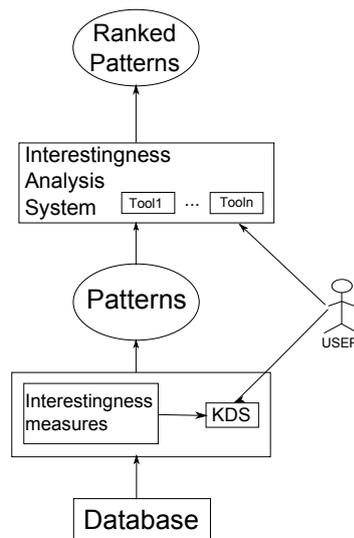 Ranked
Patterns
Interestingness
Analysis
System
Tool1 ... Tooln
Patterns
USER
Interestingness
measures
KDS
Database